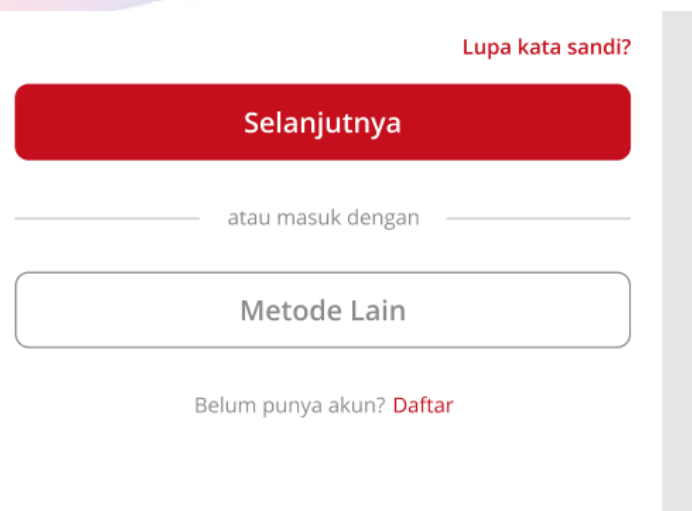 Lupa kata sandi?
Selanjutnya
atau masuk dengan
Metode Lain
Belum punya akun? Daftar